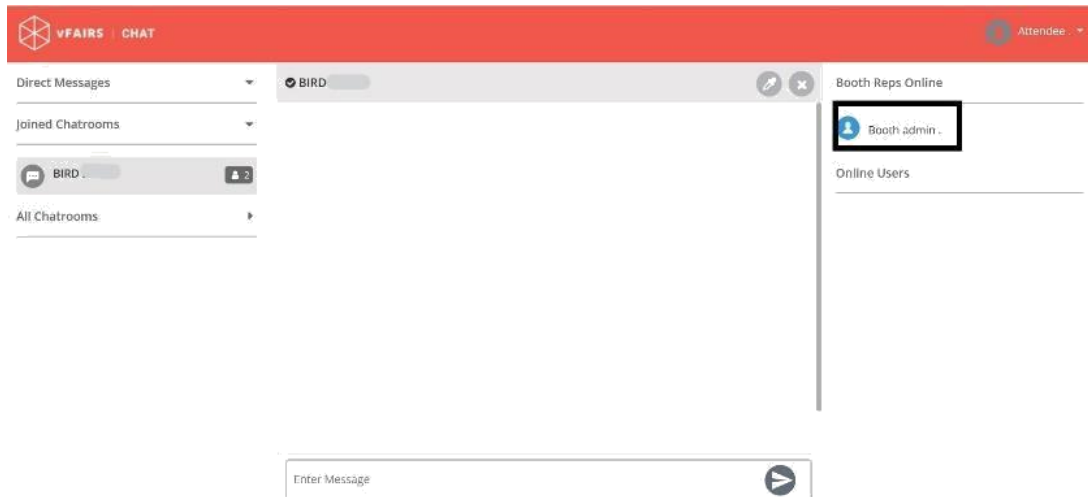 vFAIRS | CHAT
Attendee .
Direct Messages
Joined Chatrooms
BIRD .
2
All Chatrooms
BIRD
Enter Message
Booth Reps Online
Booth admin .
Online Users